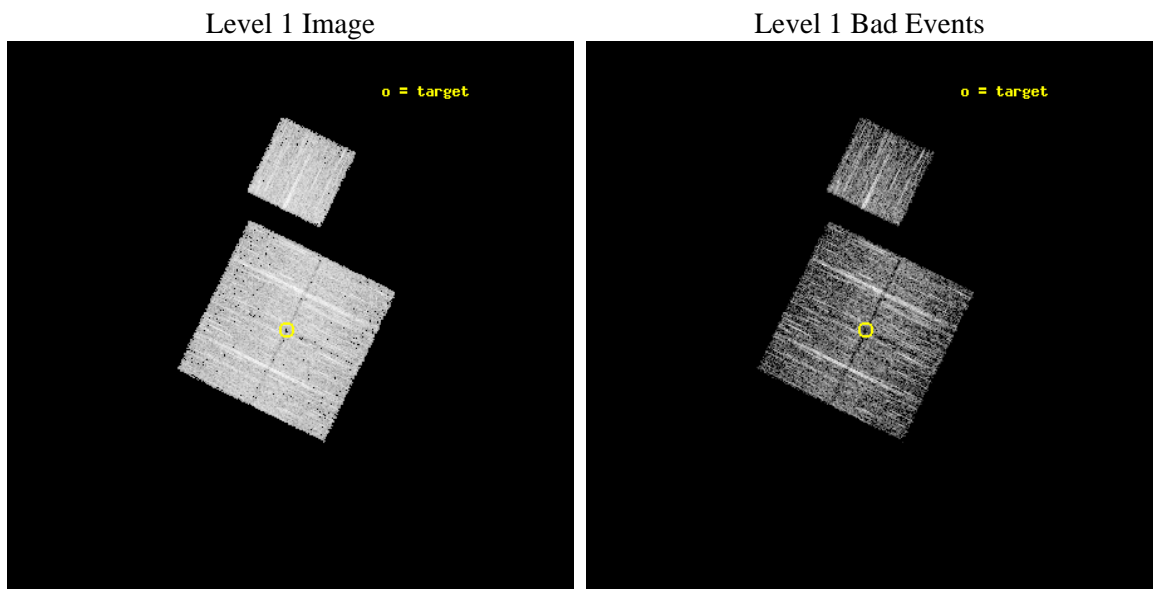 Level 1 Image
Level 1 Bad Events
o = target
o = target